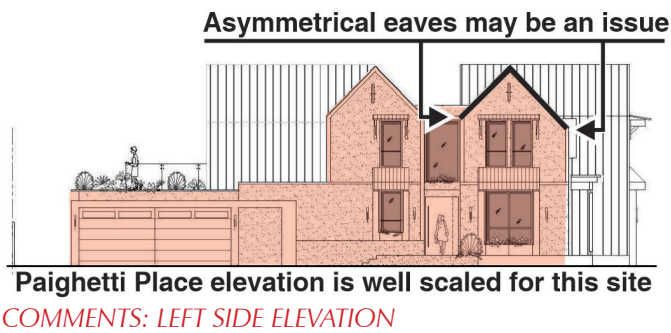 Asymmetrical eaves may be an issue
Paighetti Place elevation is well scaled for this site
COMMENTS: LEFT SIDE ELEVATION